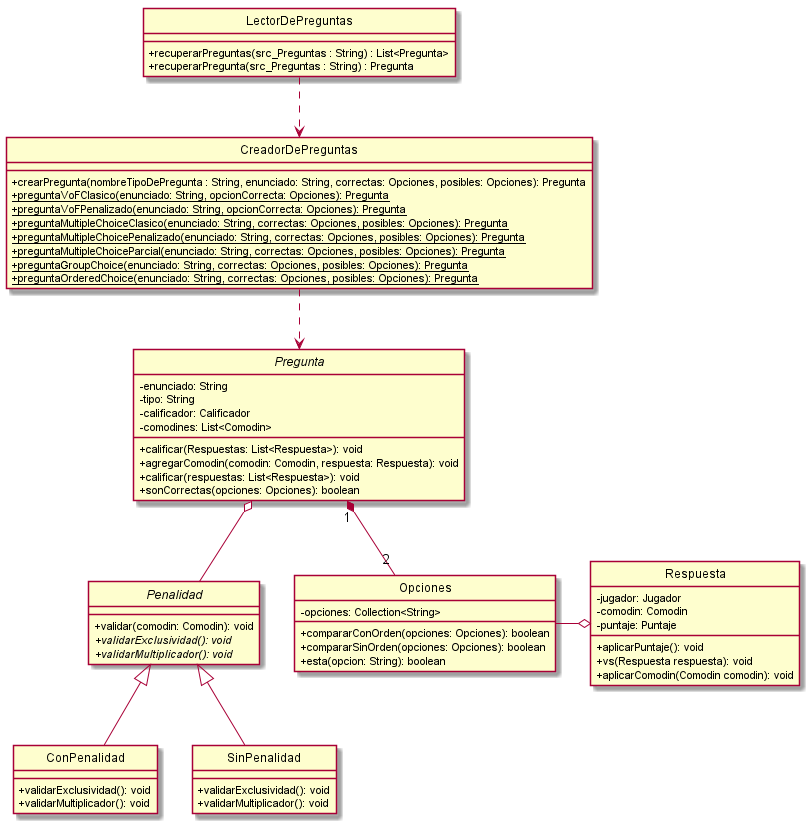 LectorDePreguntas
+recuperarPreguntas(src_Preguntas : String) : List<Pregunta>
+recuperarPregunta(src_Preguntas : String) : Pregunta
CreadorDePreguntas
+crearPregunta(nombreTipoDePregunta : String, enunciado: String, correctas: Opciones, posibles: Opciones): Pregunta
+preguntaVoFClasico(enunciado: String, opcionCorrecta: Opciones): Pregunta
+preguntaVoFPenalizado(enunciado: String, opcionCorrecta: Opciones): Pregunta
+preguntaMultipleChoiceClasico(enunciado: String, correctas: Opciones, posibles: Opciones): Pregunta
+preguntaMultipleChoicePenalizado(enunciado: String, correctas: Opciones, posibles: Opciones): Pregunta
+preguntaMultipleChoiceParcial(enunciado: String, correctas: Opciones, posibles: Opciones): Pregunta
+preguntaGroupChoice(enunciado: String, correctas: Opciones, posibles: Opciones): Pregunta
+preguntaOrderedChoice(enunciado: String, correctas: Opciones, posibles: Opciones): Pregunta
Pregunta
-enunciado: String
-tipo: String
-calificador: Calificador
-comodines: List<Comodin>
+calificar(Respuestas: List<Respuesta>): void
+agregarComodin(comodin: Comodin, respuesta: Respuesta): void
+calificar(respuestas: List<Respuesta>): void
+sonCorrectas(opciones: Opciones): boolean
1
2
Penalidad
+validar(comodin: Comodin): void
+validarExclusividad(): void
+validarMultiplicador(): void
Opciones
-opciones: Collection<String>
+compararConOrden(opciones: Opciones): boolean
+compararSinOrden(opciones: Opciones): boolean
+esta(opcion: String): boolean
Respuesta
-jugador: Jugador
-comodin: Comodin
-puntaje: Puntaje
+aplicarPuntaje(): void
+vs(Respuesta respuesta): void
+aplicarComodin(Comodin comodin): void
ConPenalidad
+validarExclusividad(): void
+validarMultiplicador(): void
SinPenalidad
+validarExclusividad(): void
+validarMultiplicador(): void